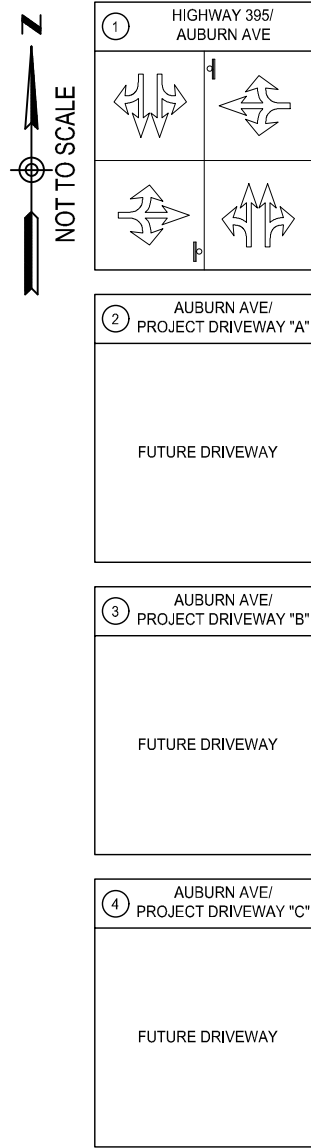 N
NOT TO SCALE
1
HIGHWAY 395/
AUBURN AVE
2
AUBURN AVE/
PROJECT DRIVEWAY "A"
FUTURE DRIVEWAY
3
AUBURN AVE/
PROJECT DRIVEWAY "B"
FUTURE DRIVEWAY
4
AUBURN AVE/
PROJECT DRIVEWAY "C"
FUTURE DRIVEWAY